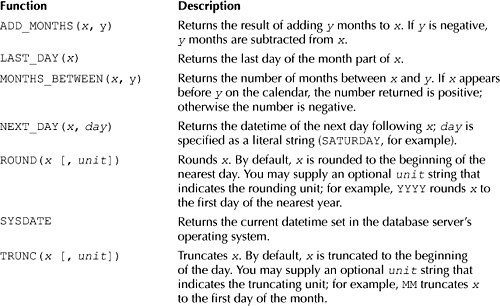 Function Description
ADD_MONTHS(x, y) Returns the result of adding y months to x. If y is negative,
y months are subtracted from x.
LAST_DAY(x) Returns the last day of the month part of x.
MONTHS_BETWEEN(x, y) Returns the number of months between x and y. If x appears
before y on the calendar, the number returned is positive;
otherwise the number is negative.
NEXT_DAY(x, day) Returns the datetime of the next day following x; day is
specified as a literal string (SATURDAY, for example).
ROUND(x [, unit]) Rounds x. By default, x is rounded to the beginning of the
nearest day. You may supply an optional unit string that
indicates the rounding unit; for example, YYYY rounds x to
the first day of the nearest year.
SYSDATE Returns the current datetime set in the database server's
operating system.
TRUNC(x [, unit]) Truncates x. By default, x is truncated to the beginning
of the day. You may supply an optional unit string that
indicates the truncating unit; for example, MM truncates x
to the first day of the month.